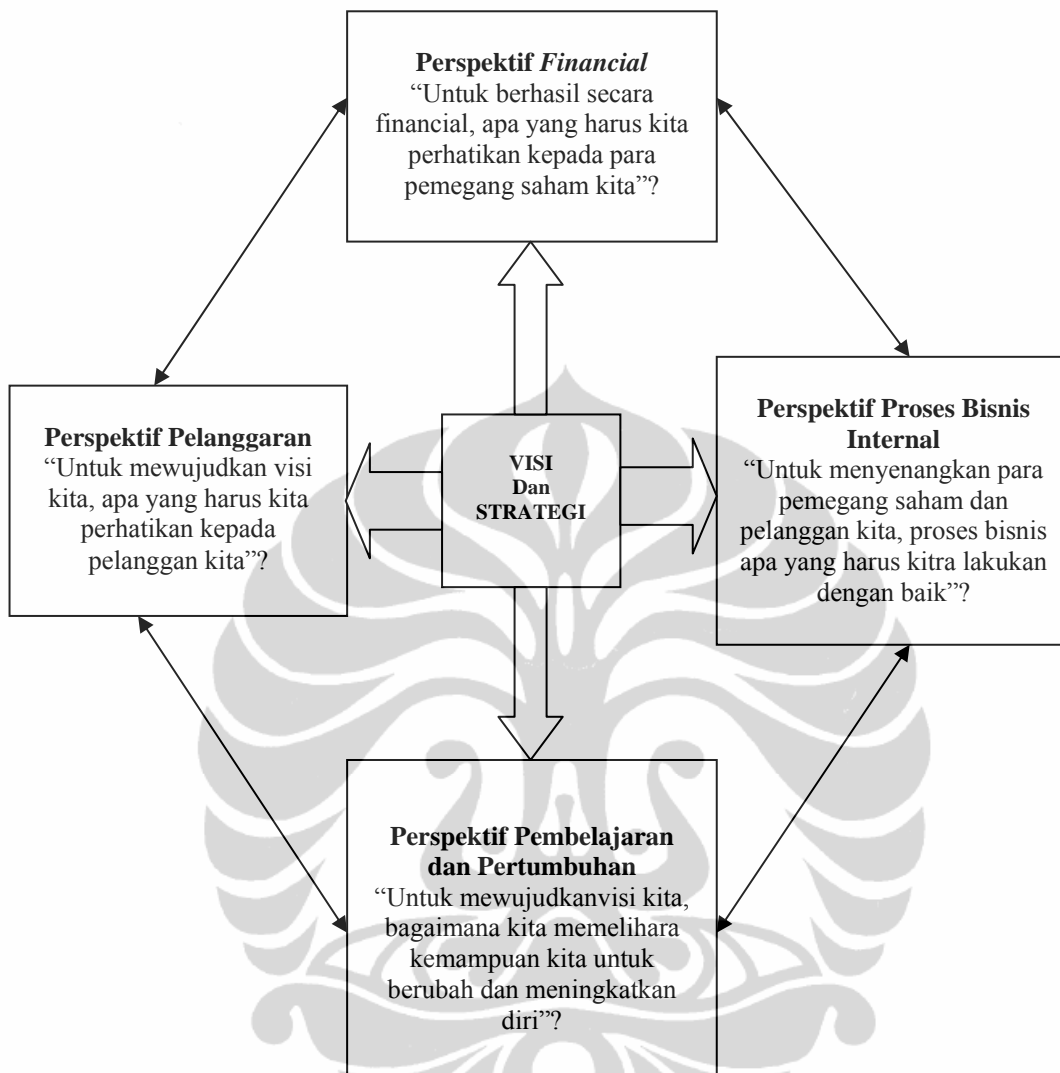 Perspektif Financial
“Untuk berhasil secara
financial, apa yang harus kita
perhatikan kepada para
pemegang saham kita”?
Perspektif Pelanggaran
“Untuk mewujudkan visi
kita, apa yang harus kita
perhatikan kepada
pelanggan kita”?
VISI
Dan
STRATEGI
Perspektif Proses Bisnis
Internal
“Untuk menyenangkan para
pemegang saham dan
pelanggan kita, proses bisnis
apa yang harus kitra lakukan
dengan baik”?
Perspektif Pembelajaran
dan Pertumbuhan
“Untuk mewujudkanvisi kita,
bagaimana kita memelihara
kemampuan kita untuk
berubah dan meningkatkan
diri”?